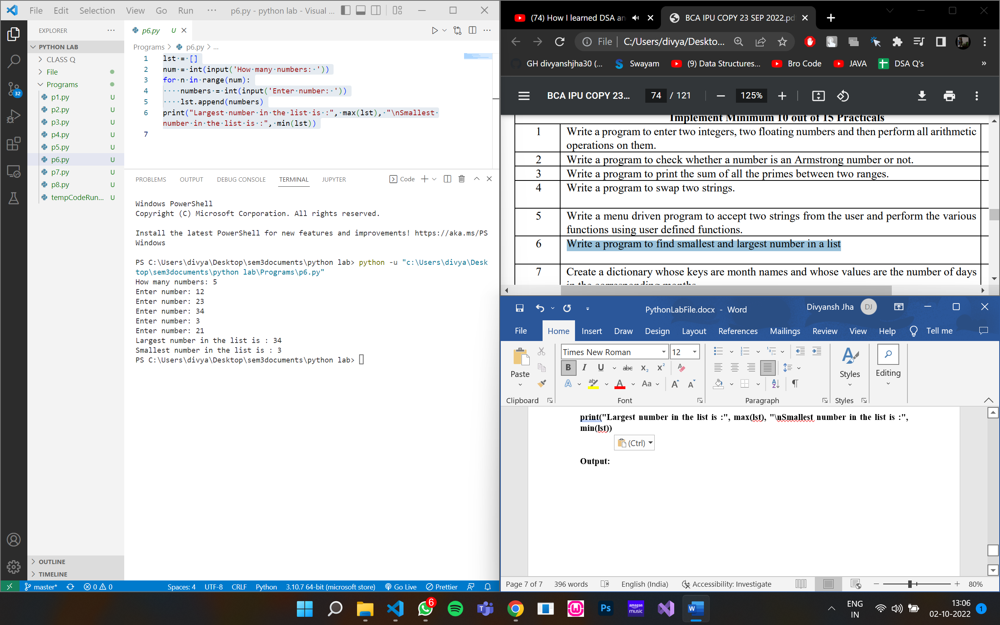 File Edit Selection View Go Run ··· p6.py - python lab - Visual ...
EXPLORER
PYTHON LAB
CLASS Q
File
Programs
p1.py U
p2.py U
p3.py U
p4.py U
p5.py U
p6.py U
p7.py U
p8.py U
tempCodeRun... U
OUTLINE
TIMELINE
32
p6.py U
Programs > p6.py > ...
1 lst = []
2 num = int(input('How many numbers: '))
3 for n in range(num):
4 numbers = int(input('Enter number: '))
5 lst.append(numbers)
6 print("Largest number in the list is :", max(lst), "\nSmallest
number in the list is :", min(lst))
7
PROBLEMS OUTPUT DEBUG CONSOLE TERMINAL JUPYTER Code
Windows PowerShell
Copyright (C) Microsoft Corporation. All rights reserved.
Install the latest PowerShell for new features and improvements! https://aka.ms/PS
Windows
PS C:\Users\divya\Desktop\sem3documents\python lab> python -u "c:\Users\divya\Desk
top\sem3documents\python lab\Programs\p6.py"
How many numbers: 5
Enter number: 12
Enter number: 23
Enter number: 34
Enter number: 3
Enter number: 21
Largest number in the list is : 34
Smallest number in the list is : 3
PS C:\Users\divya\Desktop\sem3documents\python lab>
master* 0 0 Spaces: 4 UTF-8 CRLF Python 3.10.7 64-bit (microsoft store) Go Live Prettier
(74) How I learned DSA an BCA IPU COPY 23 SEP 2022.pd
File C:/Users/divya/Deskto...
GH divyanshjha30 (... Swayam (9) Data Structures... Bro Code JAVA DSA Q's »
BCA IPU COPY 23... 74 / 121 125%
Implement Minimum 10 out of 15 Practicals
1 Write a program to enter two integers, two floating numbers and then perform all arithmetic
operations on them.
2 Write a program to check whether a number is an Armstrong number or not.
3 Write a program to print the sum of all the primes between two ranges.
4 Write a program to swap two strings.
5 Write a menu driven program to accept two strings from the user and perform the various
functions using user defined functions.
6 Write a program to find smallest and largest number in a list
7 Create a dictionary whose keys are month names and whose values are the number of days
in the corresponding months.
PythonLabFile.docx - Word Divyansh Jha DJ
File Home Insert Draw Design Layout References Mailings Review View Help Tell me
Times New Roman 12
Paste
Styles
Editing
Clipboard Font Paragraph Styles
print("Largest number in the list is :", max(lst), "\nSmallest number in the list is :",
min(lst))
(Ctrl)
Output:
Page 7 of 7 396 words English (India) Accessibility: Investigate 80%
6
Ps
amazon music
ENG
IN
13:06
02-10-2022
1